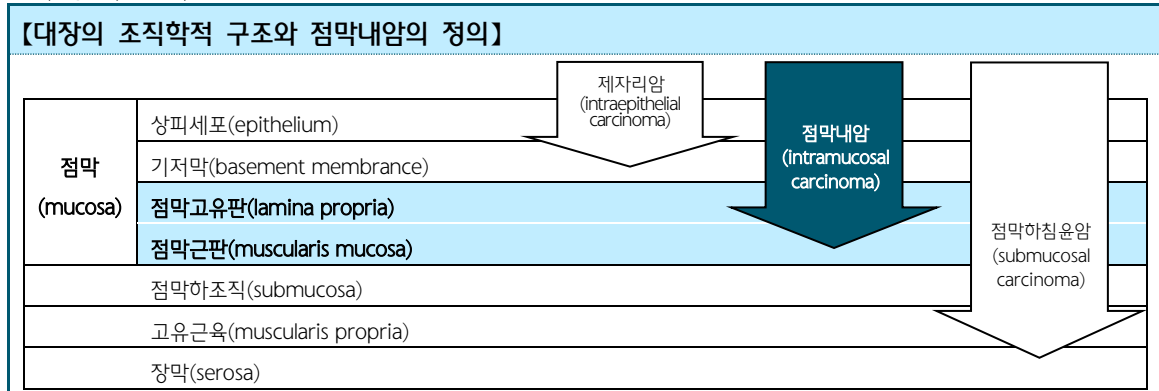 【대장의 조직학적 구조와 점막내암의 정의】
제자리암
(intraepithelial
carcinoma)
점막내암
(intramucosal
carcinoma)
점막하침윤암
(submucosal
carcinoma)
점막
(mucosa)
상피세포(epithelium)
기저막(basement membrance)
점막고유판(lamina propria)
점막근판(muscularis mucosa)
점막하조직(submucosa)
고유근육(muscularis propria)
장막(serosa)